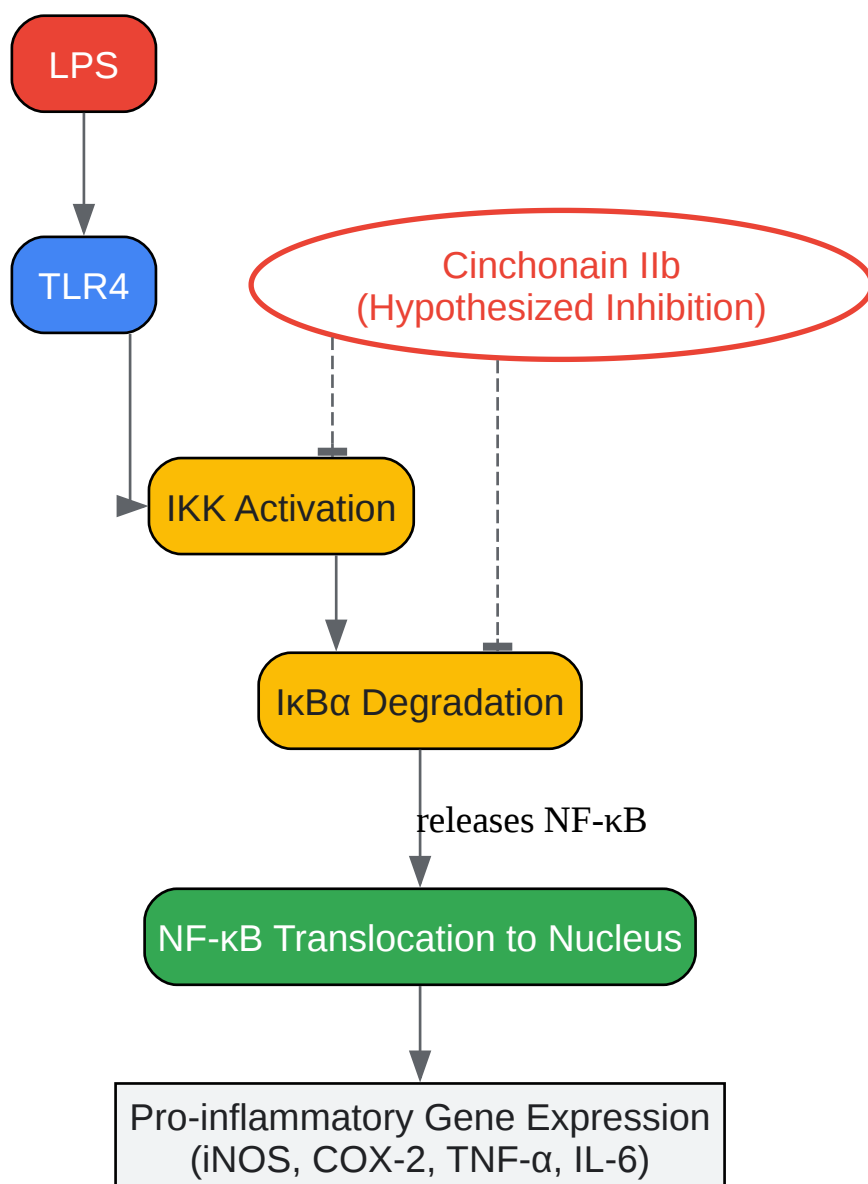 LPS
TLR4
Cinchonain IIb
(Hypothesized Inhibition)
IKK Activation
IκBα Degradation
releases NF-κB
NF-κB Translocation to Nucleus
Pro-inflammatory Gene Expression
(iNOS, COX-2, TNF-α, IL-6)